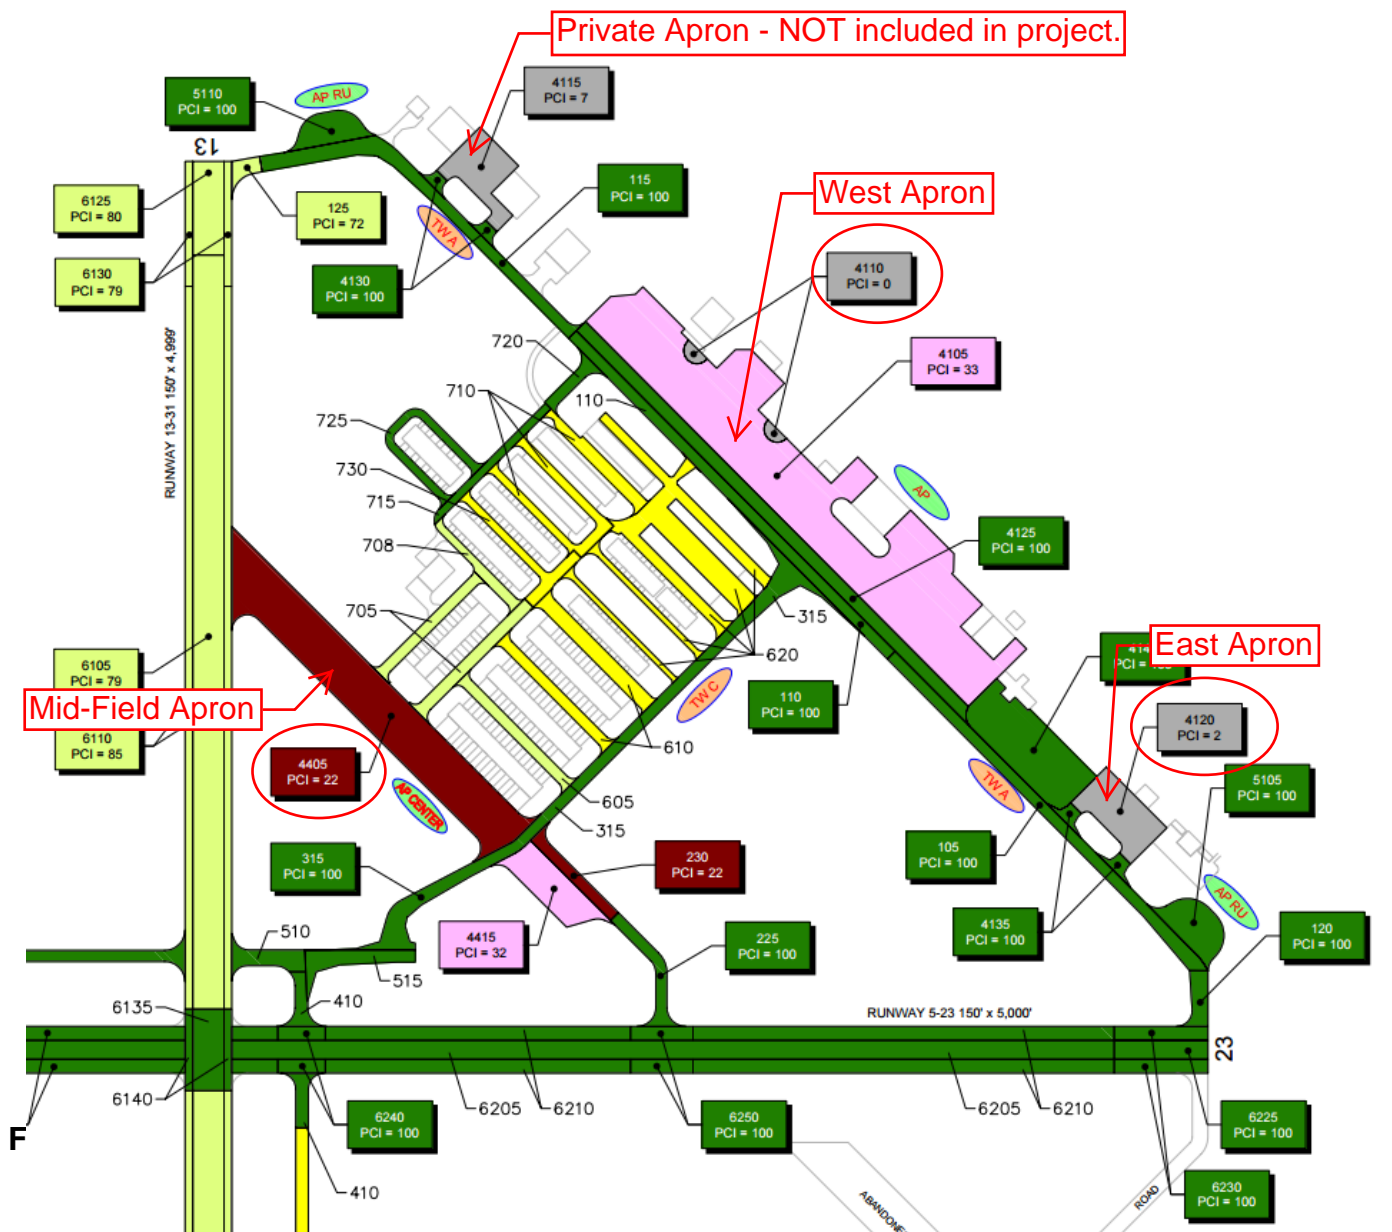 Private Apron - NOT included in project.
4115
PCI = 7
5110
PCI = 100
AP RU
13
115
PCI = 100
West Apron
6125
PCI = 80
125
PCI = 72
TW A
4110
PCI = 0
6130
PCI = 79
4130
PCI = 100
RUNWAY 13-31 150' x 4,999'
720
4105
PCI = 33
710
110
725
730
715
AP
708
4125
PCI = 100
705
315
620
6105
PCI = 79
East Apron
Mid-Field Apron
TW C
110
PCI = 100
4120
PCI = 2
6110
PCI = 85
610
4405
PCI = 22
AP CENTER
TW A
5105
PCI = 100
605
315
105
PCI = 100
315
PCI = 100
230
PCI = 22
AP RU
4135
PCI = 100
120
PCI = 100
510
4415
PCI = 32
225
PCI = 100
515
6135
410
RUNWAY 5-23 150' x 5,000'
23
6140
6205
6210
6205
6210
6240
PCI = 100
6250
PCI = 100
6225
PCI = 100
F
410
6230
PCI = 100
ROAD